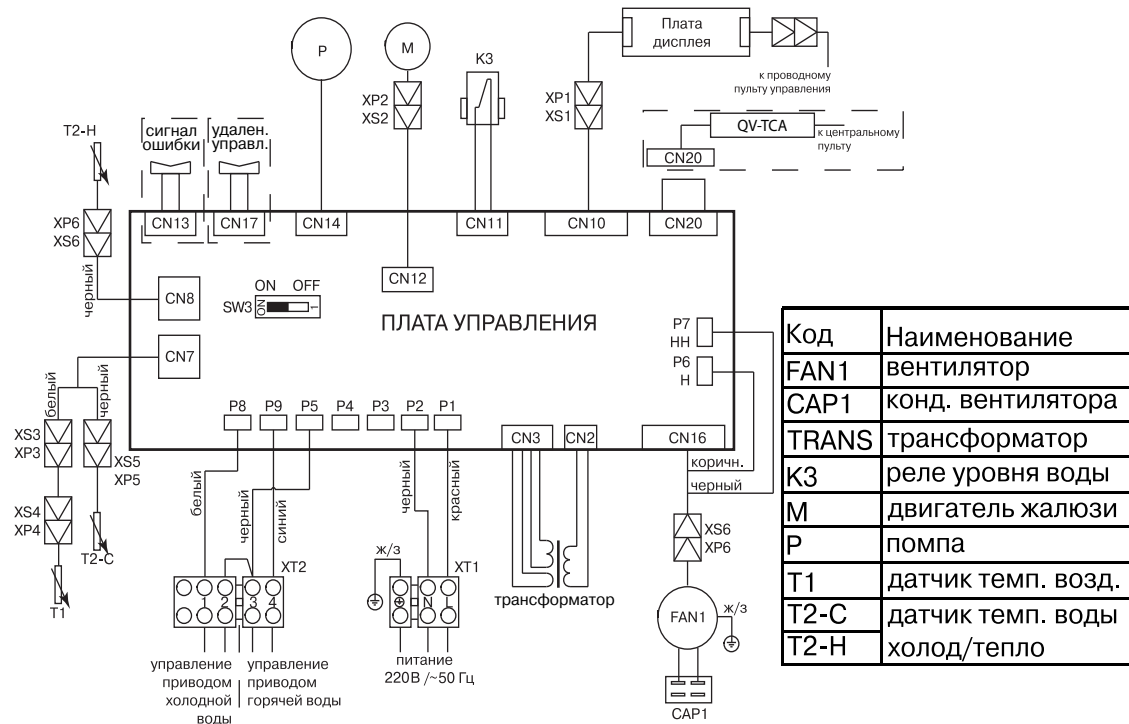 P
M
K3
Плата
дисплея
к проводному
пульту управления
XP2
XS2
XP1
XS1
QV-TCA
к центральному
пульту
CN20
T2-H
сигнал
ошибки
удален.
управл.
XP6
XS6
CN13
CN17
CN14
CN11
CN10
CN20
черный
CN8
ON OFF
SW3
ON
1
CN12
ПЛАТА УПРАВЛЕНИЯ
P7
HH
P6
H
CN7
белый
черный
XS3
XP3
XS5
XP5
XS4
XP4
T2-C
T1
P8
P9
P5
P4
P3
P2
P1
CN3
CN2
CN16
коричн.
черный
белый
черный
синий
черный
красный
ж/з
XT2
XT1
1
2
3
4
N
L
трансформатор
XS6
XP6
FAN1
ж/з
CAP1
управление
приводом
холодной
воды
управление
приводом
горячей воды
питание
220В /~50 Гц
Код Наименование
FAN1 вентилятор
CAP1 конд. вентилятора
TRANS трансформатор
K3 реле уровня воды
M двигатель жалюзи
P помпа
T1 датчик темп. возд.
T2-C датчик темп. воды
T2-H холод/тепло